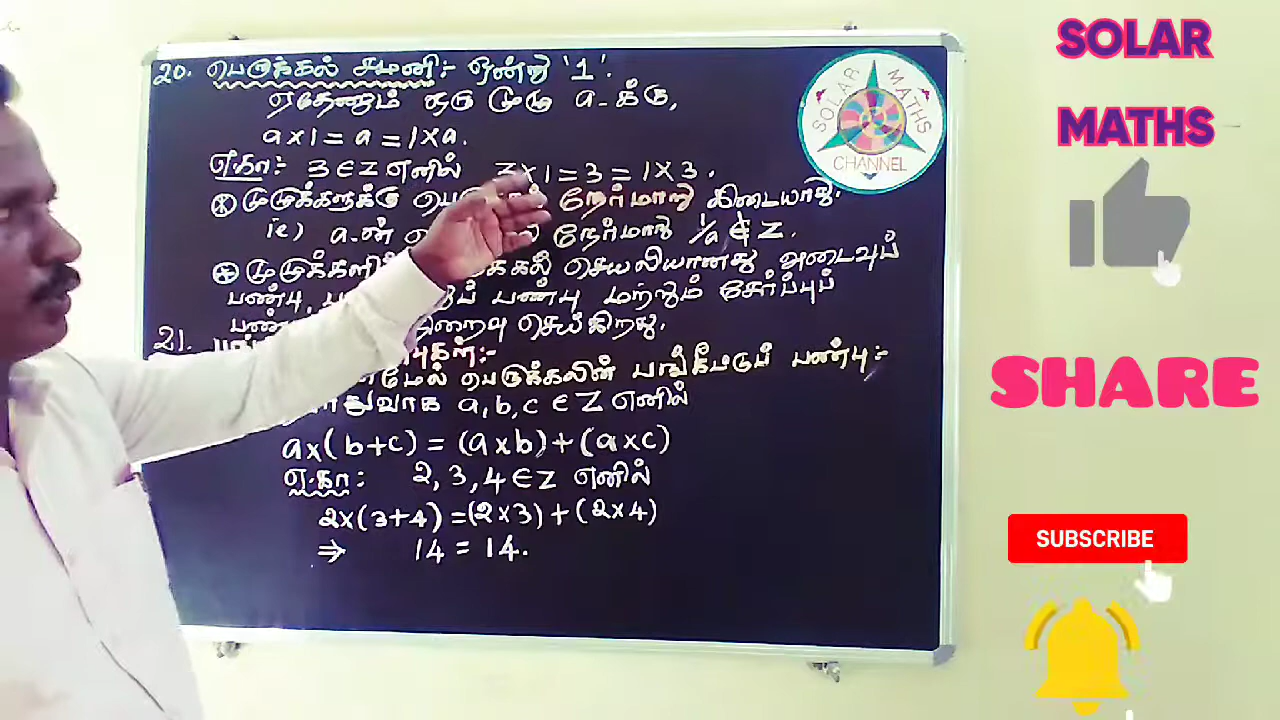 20. பெருக்கல் சமனி:- ஒன்று '1'.
ஏதேனும் ஒரு முழு a-க்கு,
a×1 = a = 1×a.
எ.கா:- 3 ∈ Z எனில் 3×1 = 3 = 1×3.
⊛ முழுக்களுக்கு நேர்மாறு கிடையாது.
ie) a-ன் நேர்மாறு 1/a ∉ Z.
⊛ முழுக்களில் செயலியானது அடைவுப்
பண்பு, பண்பு மற்றும் சேர்ப்புப்
நிறைவு செய்கிறது.
21.
பெருக்கலின் பங்கீட்டுப் பண்பு:-
a, b, c ∈ Z எனில்
a×(b+c) = (a×b)+(a×c)
எ.கா: 2, 3, 4 ∈ Z எனில்
2×(3+4) = (2×3)+(2×4)
⇒ 14 = 14.
SOLAR MATHS
CHANNEL
SOLAR
MATHS
SHARE
SUBSCRIBE